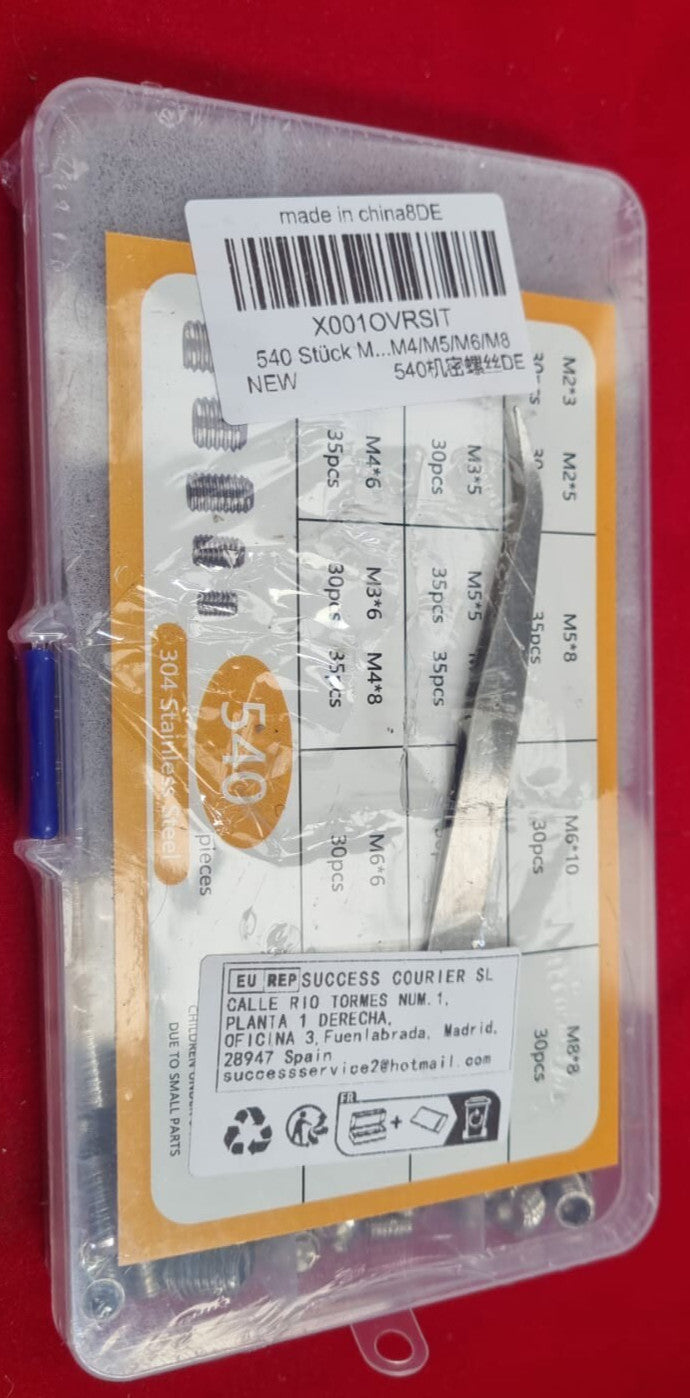 made in china8DE
X001OVRSIT
540 Stück M...M4/M5/M6/M8
NEW
540机密螺丝DE
M2*3
M2*5
M5*8
35pcs
M6*10
30pcs
M8*8
30pcs
M3*5
30pcs
M5*5
35pcs
35pcs
M4*6
35pcs
M3*6
30pcs
M4*8
35pcs
M6*6
30pcs
540
pieces
304 Stainless Steel
CHILDREN UNDER
DUE TO SMALL PARTS
EU REP SUCCESS COURIER SL
CALLE RIO TORMES NUM.1,
PLANTA 1 DERECHA,
OFICINA 3, Fuenlabrada, Madrid,
28947 Spain
successservice2@hotmail.com
FR
+